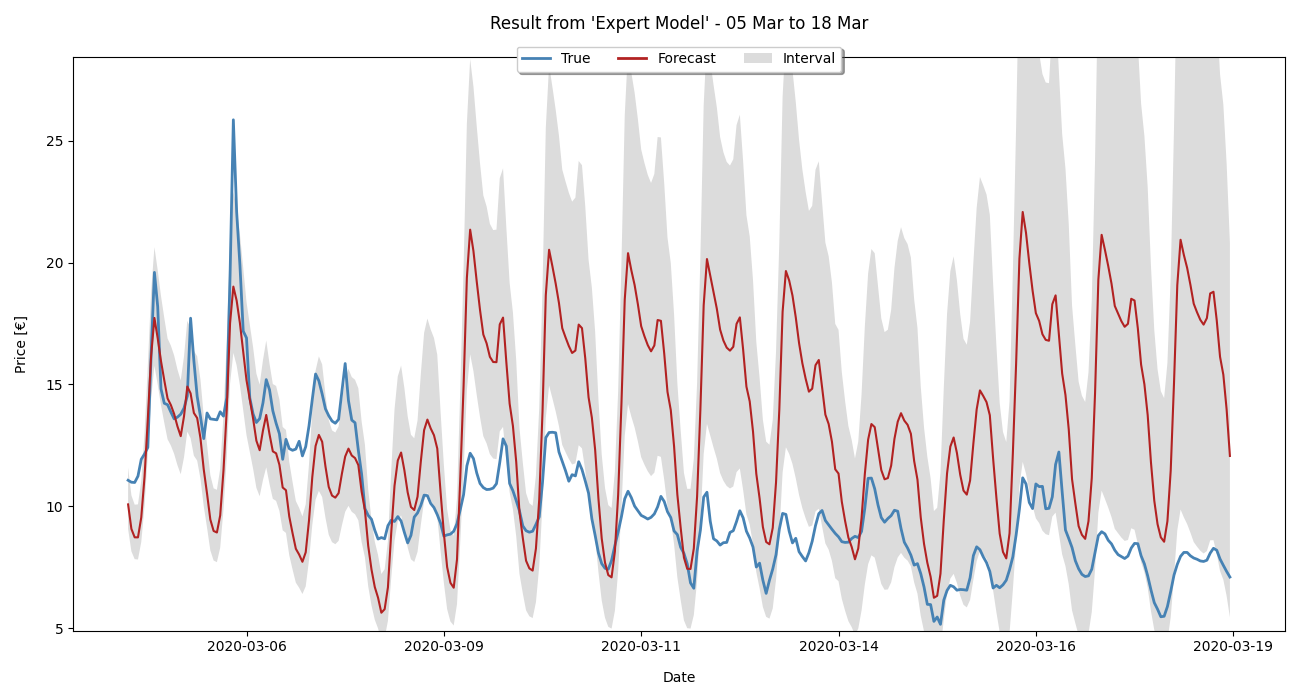 Result from 'Expert Model' - 05 Mar to 18 Mar
True Forecast Interval
25
20
15
10
5
Price [€]
2020-03-06 2020-03-09 2020-03-11 2020-03-14 2020-03-16 2020-03-19
Date